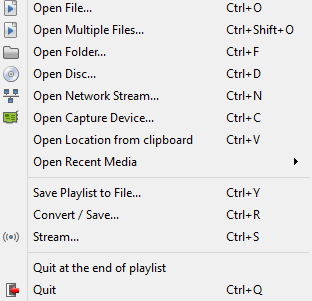 Open File... Ctrl+O
Open Multiple Files... Ctrl+Shift+O
Open Folder... Ctrl+F
Open Disc... Ctrl+D
Open Network Stream... Ctrl+N
Open Capture Device... Ctrl+C
Open Location from clipboard Ctrl+V
Open Recent Media
Save Playlist to File... Ctrl+Y
Convert / Save... Ctrl+R
Stream... Ctrl+S
Quit at the end of playlist
Quit Ctrl+Q